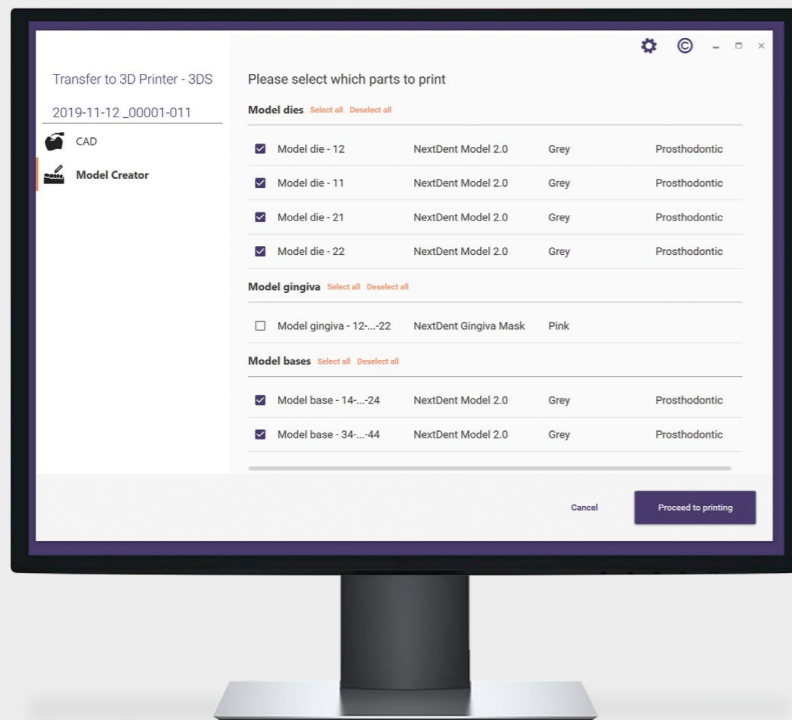 Transfer to 3D Printer - 3DS
2019-11-12 _00001-011
CAD
Model Creator
©
Please select which parts to print
Model dies Select all Deselect all
Model die - 12 NextDent Model 2.0 Grey Prosthodontic
Model die - 11 NextDent Model 2.0 Grey Prosthodontic
Model die - 21 NextDent Model 2.0 Grey Prosthodontic
Model die - 22 NextDent Model 2.0 Grey Prosthodontic
Model gingiva Select all Deselect all
Model gingiva - 12-...-22 NextDent Gingiva Mask Pink
Model bases Select all Deselect all
Model base - 14-...-24 NextDent Model 2.0 Grey Prosthodontic
Model base - 34-...-44 NextDent Model 2.0 Grey Prosthodontic
Cancel Proceed to printing